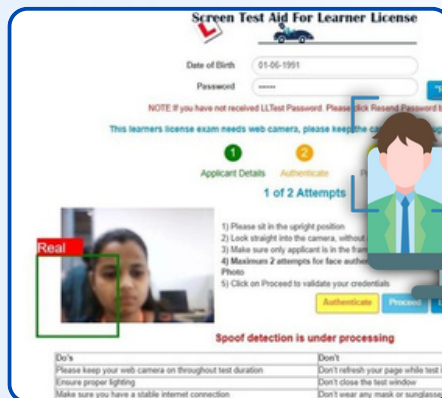 Screen Test Aid For Learner License
L
Date of Birth 01-06-1991
Password -----
NOTE:If you have not received LLTest Password. Please click Resend Password
This learners license exam needs web camera, please keep the
1 2
Applicant Details Authenticate
1 of 2 Attempts
Real
1) Please sit in the upright position
2) Look straight into the camera, without
3) Make sure only applicant is in the
4) Maximum 2 attempts for face
Photo
5) Click on Proceed to validate your credentials
Authenticate Proceed
Spoof detection is under processing
Do's Don't
Please keep your web camera on throughout test duration Don't refresh your page while test
Ensure proper lighting Don't close the test window
Make sure you have a stable internet connection Don't wear any mask or